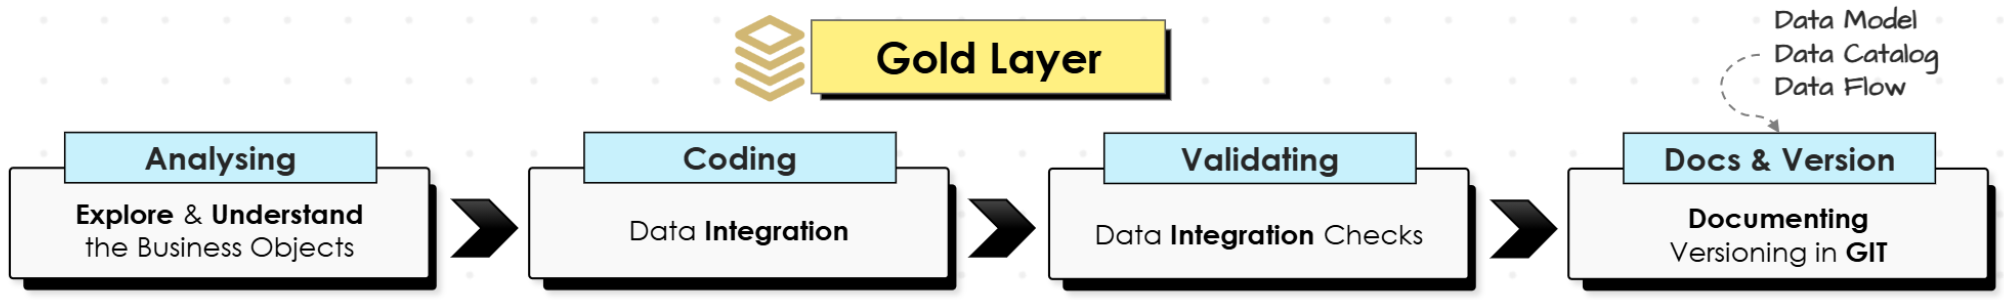 Gold Layer
Data Model
Data Catalog
Data Flow
Analysing
Explore & Understand
the Business Objects
Coding
Data Integration
Validating
Data Integration Checks
Docs & Version
Documenting
Versioning in GIT